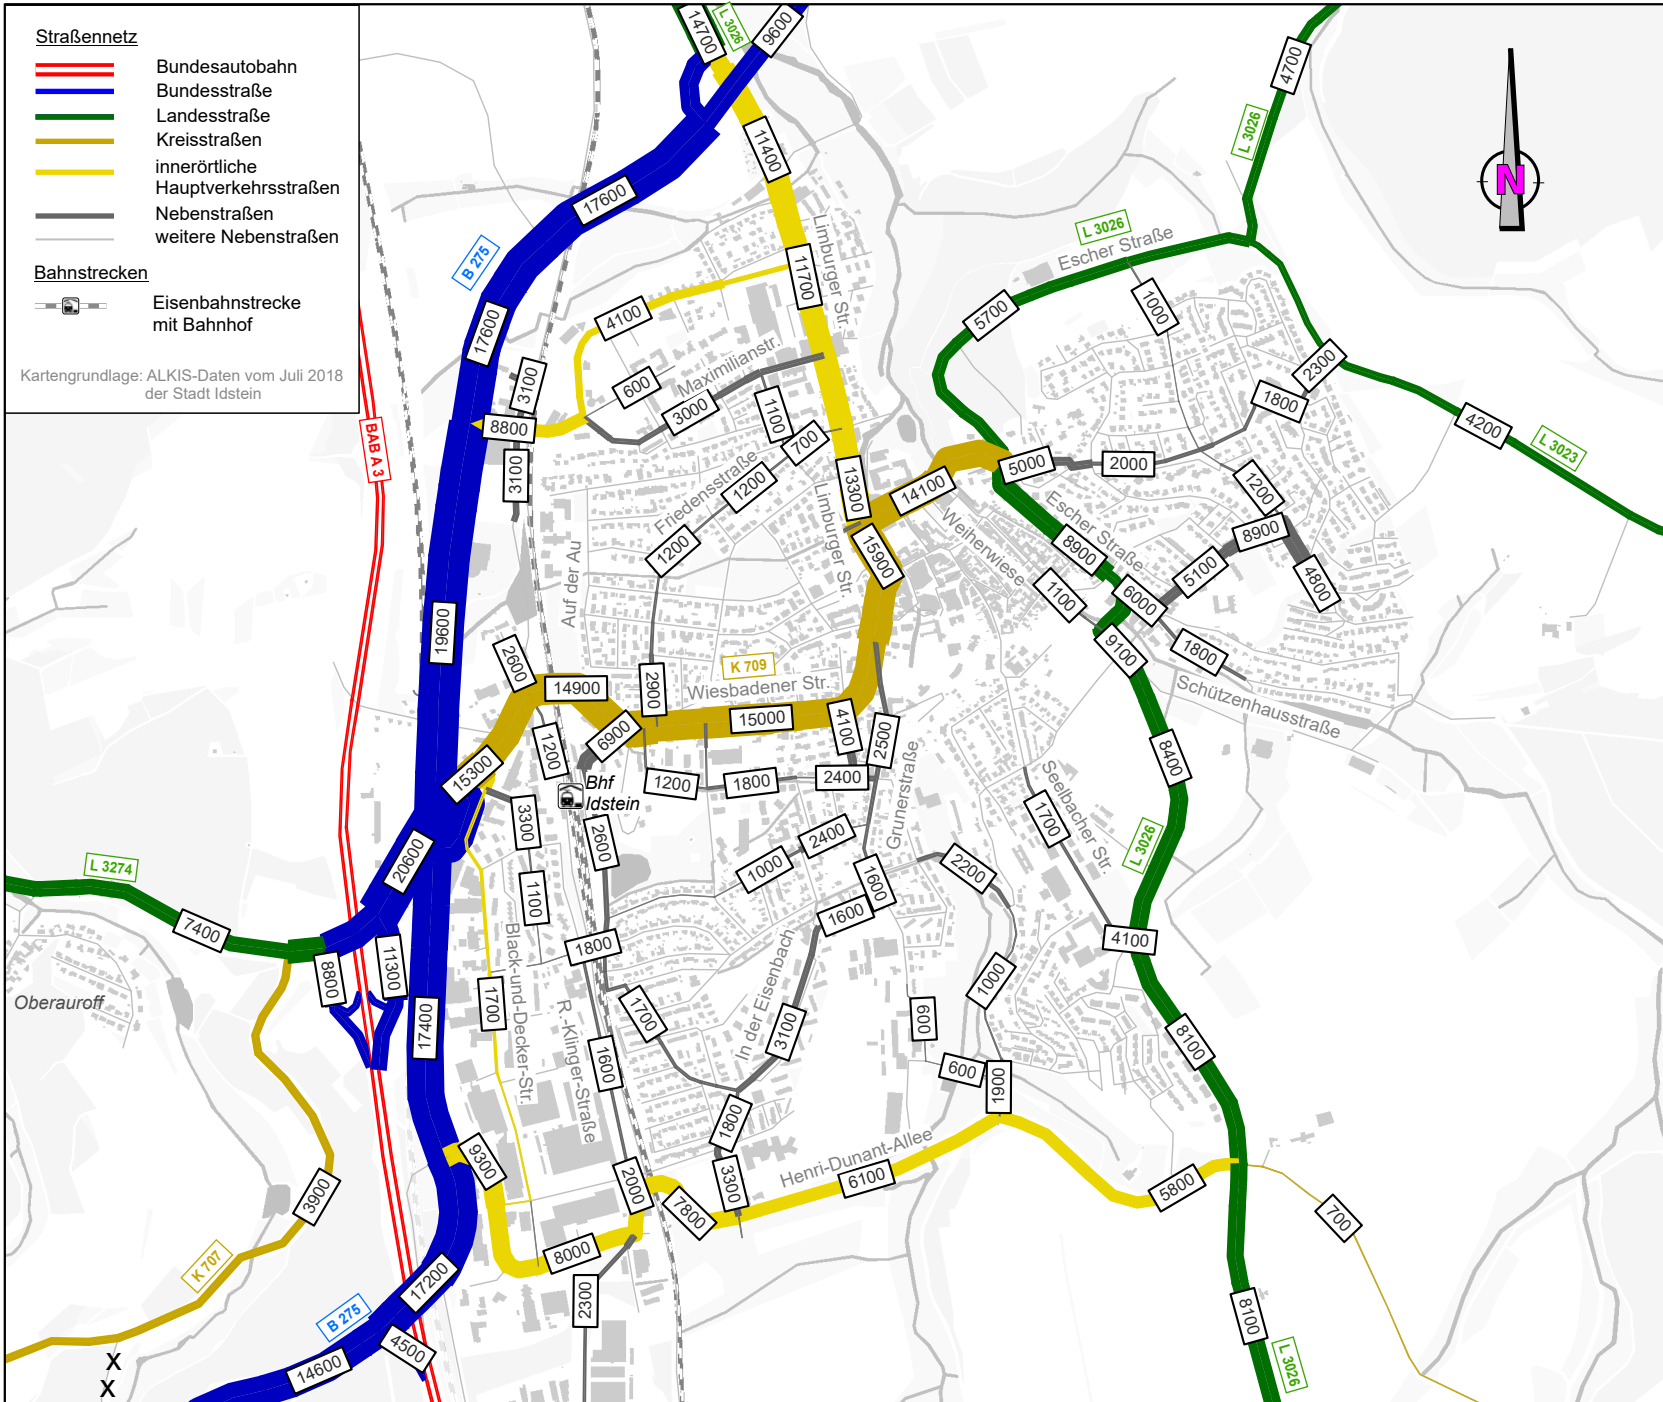 Straßennetz
Bundesautobahn
Bundesstraße
Landesstraße
Kreisstraßen
innerörtliche
Hauptverkehrsstraßen
Nebenstraßen
weitere Nebenstraßen
Bahnstrecken
Eisenbahnstrecke
mit Bahnhof
Kartengrundlage: ALKIS-Daten vom Juli 2018
der Stadt Idstein
14700
L 3026
9600
4700
11400
L 3026
N
17600
Limburger Str.
L 3026
Escher Straße
B 275
11700
1000
5700
4100
17600
Maximilianstr.
2300
3100
600
1800
3000
1100
4200
8800
700
L 3023
BAB A 3
3100
Friedensstraße
1200
13300
14100
5000
2000
1200
Limburger Str.
Weiherwiese
Escher Straße
8900
1200
15900
8900
5100
4800
Auf der Au
1100
6000
19600
2600
9100
1800
K 709
14900
2900
Wiesbadener Str.
15000
4100
2500
Schützenhausstraße
6900
1200
15300
8400
Bhf
Idstein
1200
1800
2400
Grunerstraße
Seelbacher Str.
1700
3300
2600
2400
L 3026
20600
L 3274
1000
1600
2200
1100
7400
1600
4100
Black-und-Decker-Str.
1800
8800
11300
In der Eisenbach
1000
Oberauroff
1700
R.-Klinger-Straße
1700
3100
600
17400
8100
1600
600
1900
1800
9300
Henri-Dunant-Allee
3900
2000
3300
6100
5800
7800
700
K 707
8000
17200
2300
B 275
8100
4500
14600
L 3026
X
X